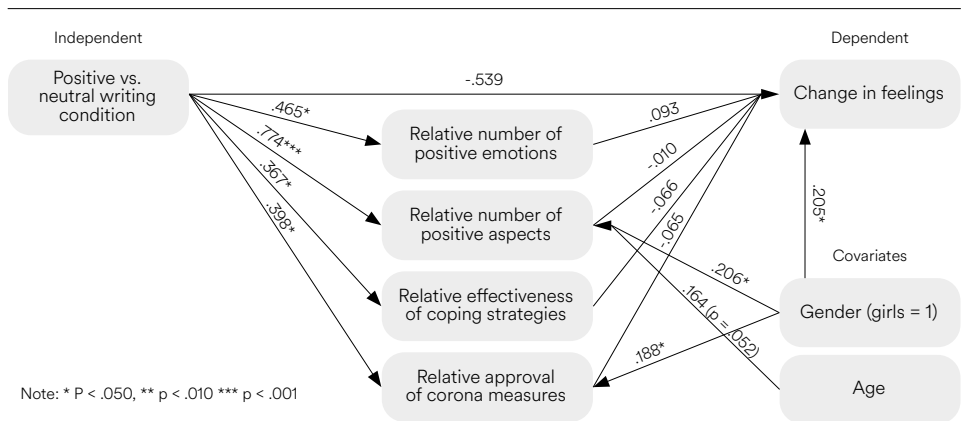 Independent
Dependent
Positive vs.
neutral writing
condition
-.539
Change in feelings
.465*
.774***
.367*
.398*
Relative number of
positive emotions
.093
-.010
-.066
-.065
Relative number of
positive aspects
.205*
Covariates
.206*
.164 (p = .052)
.188*
Relative effectiveness
of coping strategies
Gender (girls = 1)
Relative approval
of corona measures
Age
Note: * P < .050, ** p < .010 *** p < .001